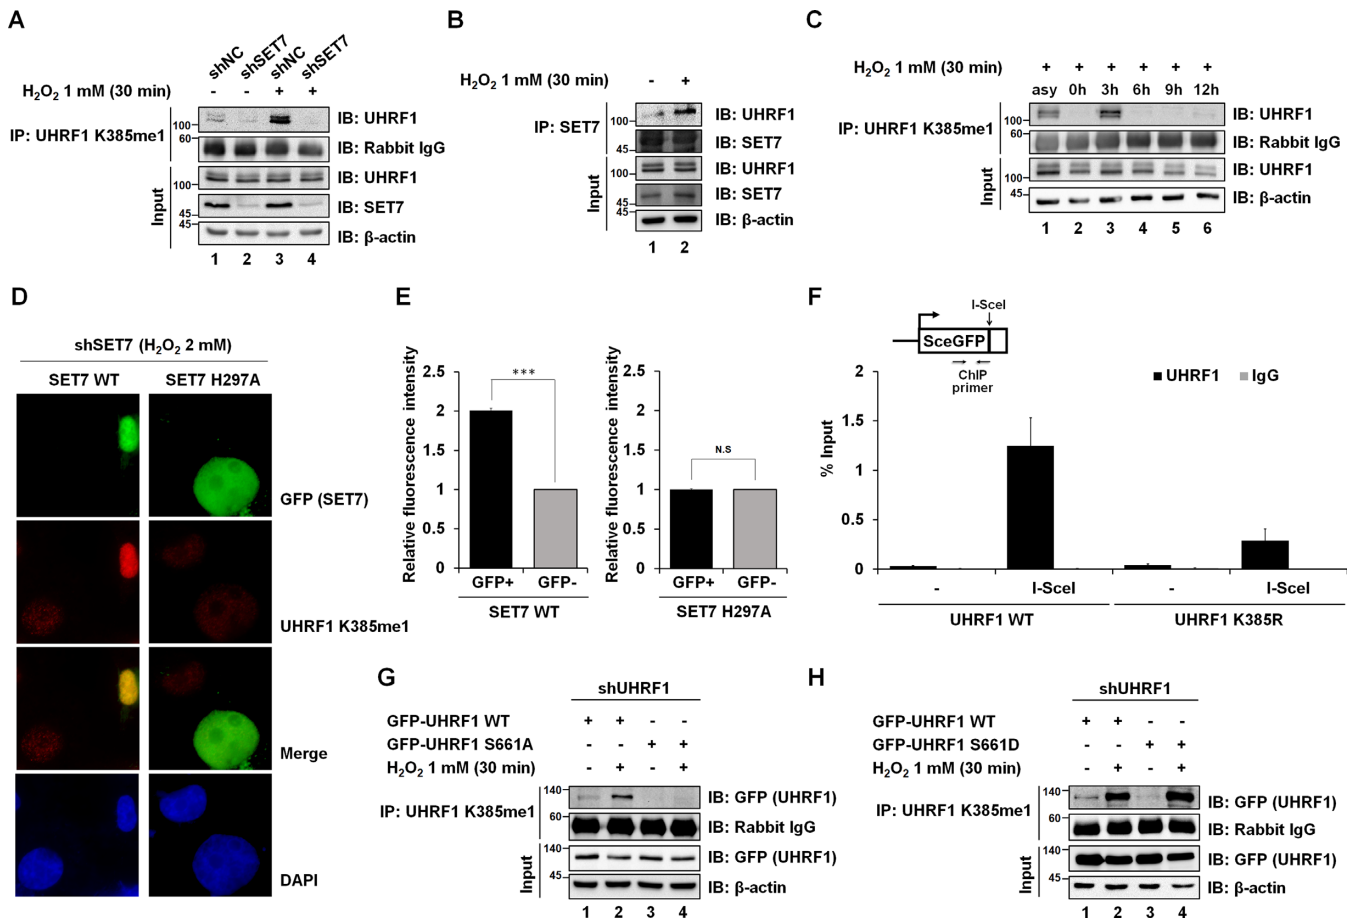 A
shNC
shSET7
shNC
shSET7
H2O2 1 mM (30 min)
-
-
+
+
IP: UHRF1 K385me1
100
IB: UHRF1
60
IB: Rabbit IgG
Input
100
IB: UHRF1
45
IB: SET7
45
IB: β-actin
1
2
3
4
B
H2O2 1 mM (30 min)
-
+
IP: SET7
100
IB: UHRF1
45
IB: SET7
Input
100
IB: UHRF1
45
IB: SET7
45
IB: β-actin
1
2
C
H2O2 1 mM (30 min)
+
+
+
+
+
+
asy
0h
3h
6h
9h
12h
IP: UHRF1 K385me1
100
IB: UHRF1
60
IB: Rabbit IgG
Input
100
IB: UHRF1
45
IB: β-actin
1
2
3
4
5
6
D
shSET7 (H2O2 2 mM)
SET7 WT
SET7 H297A
GFP (SET7)
UHRF1 K385me1
Merge
DAPI
E
Relative fluorescence intensity
2.5
2
1.5
1
0.5
0
***
GFP+
GFP-
SET7 WT
Relative fluorescence intensity
2.5
2
1.5
1
0.5
0
N.S
GFP+
GFP-
SET7 H297A
F
I-SceI
SceGFP
ChIP
primer
UHRF1
IgG
% Input
2
1.5
1
0.5
0
-
I-SceI
-
I-SceI
UHRF1 WT
UHRF1 K385R
G
shUHRF1
GFP-UHRF1 WT
+
+
-
-
GFP-UHRF1 S661A
-
-
+
+
H2O2 1 mM (30 min)
-
+
-
+
IP: UHRF1 K385me1
140
IB: GFP (UHRF1)
60
IB: Rabbit IgG
Input
140
IB: GFP (UHRF1)
45
IB: β-actin
1
2
3
4
H
shUHRF1
GFP-UHRF1 WT
+
+
-
-
GFP-UHRF1 S661D
-
-
+
+
H2O2 1 mM (30 min)
-
+
-
+
IP: UHRF1 K385me1
140
IB: GFP (UHRF1)
60
IB: Rabbit IgG
Input
140
IB: GFP (UHRF1)
45
IB: β-actin
1
2
3
4